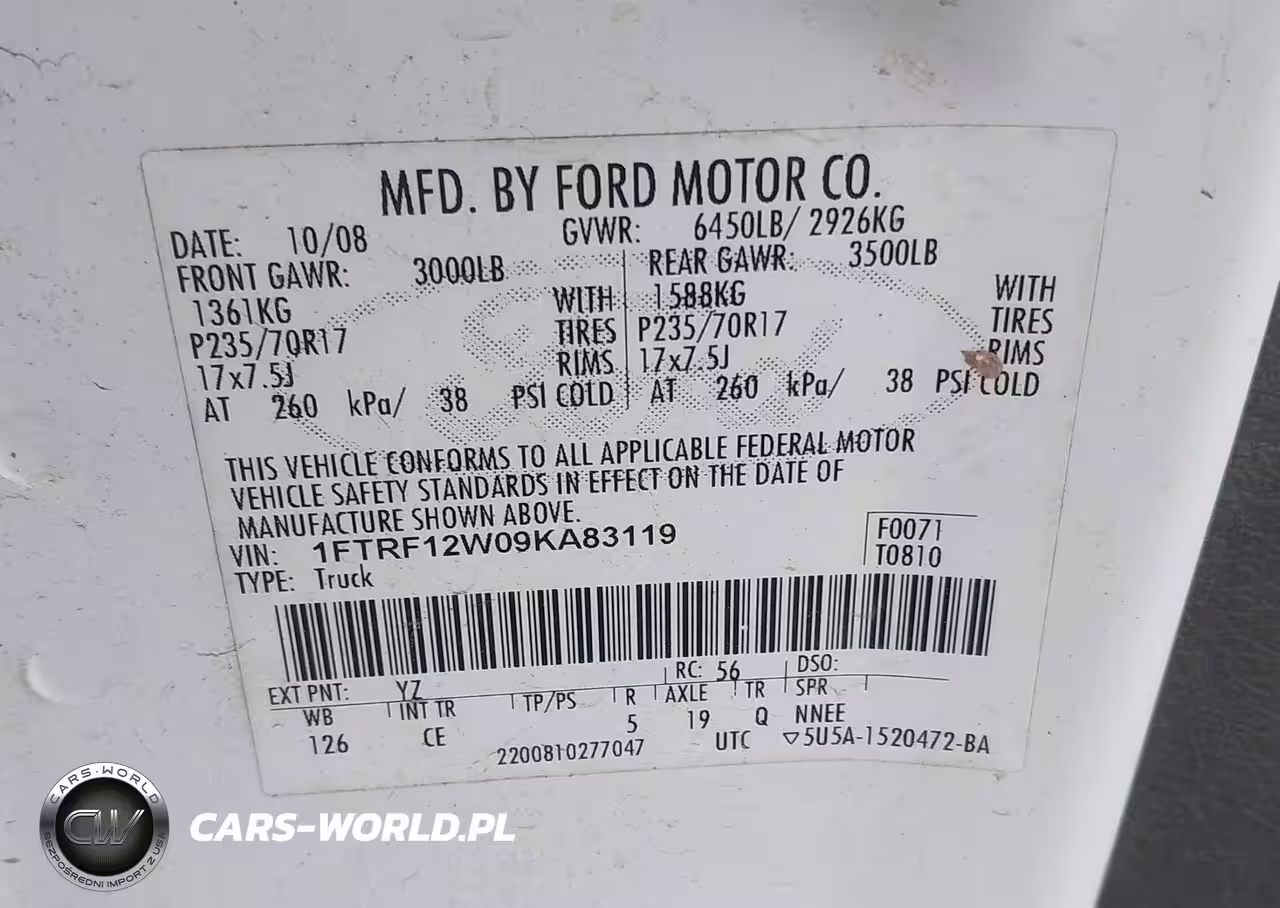 MFD. BY FORD MOTOR CO.
DATE: 10/08 GVWR: 6450LB/ 2926KG
FRONT GAWR: 3000LB REAR GAWR: 3500LB
1361KG WITH 1588KG WITH
P235/70R17 TIRES P235/70R17 TIRES
17x7.5J RIMS 17x7.5J RIMS
AT 260 kPa/ 38 PSI COLD AT 260 kPa/ 38 PSI COLD
THIS VEHICLE CONFORMS TO ALL APPLICABLE FEDERAL MOTOR
VEHICLE SAFETY STANDARDS IN EFFECT ON THE DATE OF
MANUFACTURE SHOWN ABOVE.
VIN: 1FTRF12W09KA83119 F0071
TYPE: Truck T0810
EXT PNT: YZ RC: 56 DSO:
WB INT TR TP/PS R AXLE TR SPR
126 CE 5 19 Q NNEE
2200810277047 UTC ▽5U5A-1520472-BA
CARS-WORLD
CW
BEZPOŚREDNI IMPORT Z USA
CARS-WORLD.PL